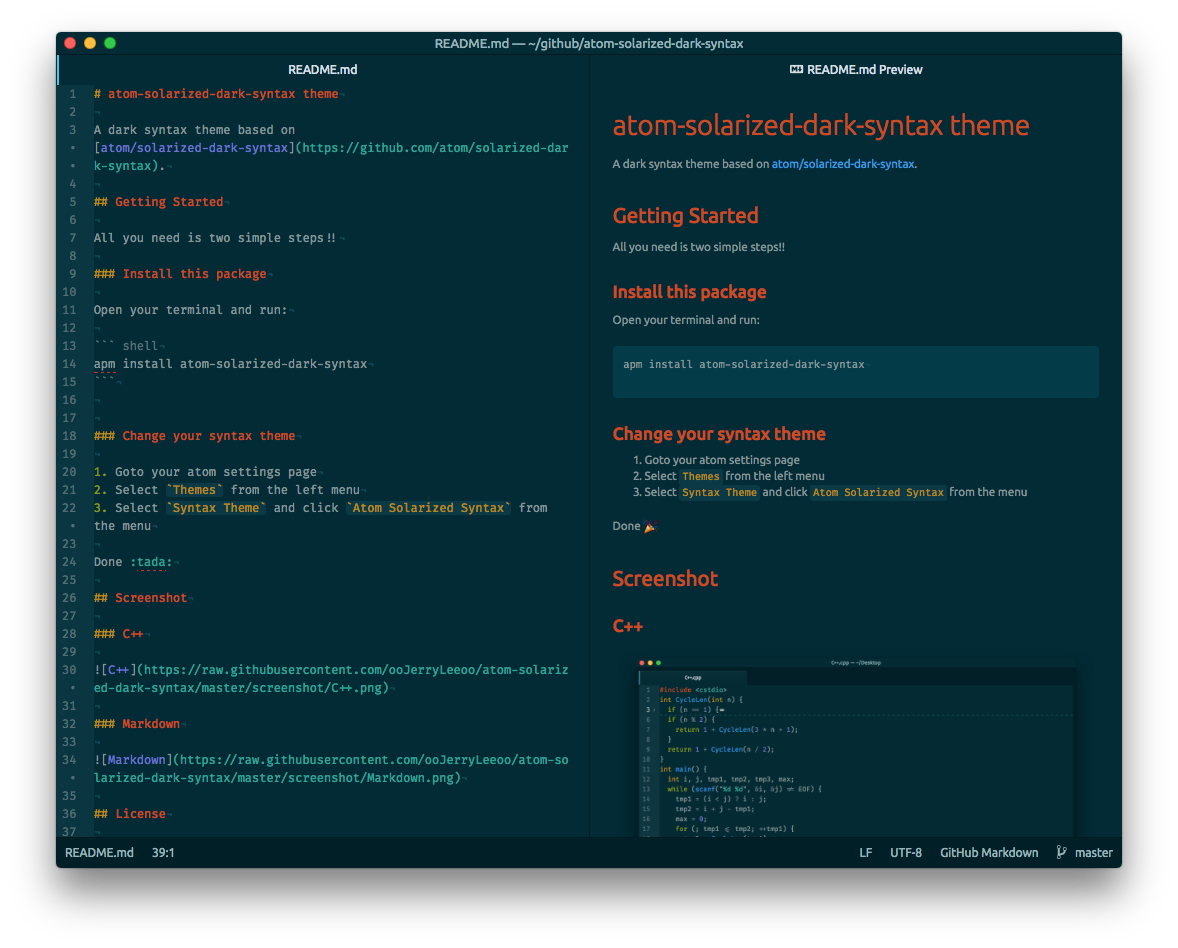 README.md — ~/github/atom-solarized-dark-syntax
README.md
1 # atom-solarized-dark-syntax theme¬
2 ¬
3 A dark syntax theme based on
• [atom/solarized-dark-syntax](https://github.com/atom/solarized-dar
• k-syntax).¬
4 ¬
5 ## Getting Started¬
6 ¬
7 All you need is two simple steps!!¬
8 ¬
9 ### Install this package¬
10 ¬
11 Open your terminal and run:¬
12 ¬
13 ``` shell¬
14 apm install atom-solarized-dark-syntax¬
15 ```¬
16 ¬
17 ¬
18 ### Change your syntax theme¬
19 ¬
20 1. Goto your atom settings page¬
21 2. Select `Themes` from the left menu¬
22 3. Select `Syntax Theme` and click `Atom Solarized Syntax` from
• the menu¬
23 ¬
24 Done :tada:¬
25 ¬
26 ## Screenshot¬
27 ¬
28 ### C++¬
29 ¬
30 ![C++](https://raw.githubusercontent.com/ooJerryLeeoo/atom-solariz
• ed-dark-syntax/master/screenshot/C++.png)¬
31 ¬
32 ### Markdown¬
33 ¬
34 ![Markdown](https://raw.githubusercontent.com/ooJerryLeeoo/atom-so
• larized-dark-syntax/master/screenshot/Markdown.png)¬
35 ¬
36 ## License¬
37 ¬
README.md Preview
atom-solarized-dark-syntax theme
A dark syntax theme based on atom/solarized-dark-syntax.
Getting Started
All you need is two simple steps!!
Install this package
Open your terminal and run:
apm install atom-solarized-dark-syntax¬
Change your syntax theme
1. Goto your atom settings page
2. Select Themes from the left menu
3. Select Syntax Theme and click Atom Solarized Syntax from the menu
Done 🎉
Screenshot
C++
C++.cpp — ~/Desktop
C++.cpp
1 #include <cstdio>
2 int CycleLen(int n) {
3 if (n == 1) {
6 if (n % 2) {
7 return 1 + CycleLen(3 * n + 1);
8 }
9 return 1 + CycleLen(n / 2);
10 }
11 int main() {
12 int i, j, tmp1, tmp2, tmp3, max;
13 while (scanf("%d %d", &i, &j) != EOF) {
14 tmp1 = (i < j) ? i : j;
15 tmp2 = i + j - tmp1;
16 max = 0;
17 for (; tmp1 <= tmp2; ++tmp1) {
README.md 39:1 LF UTF-8 GitHub Markdown master